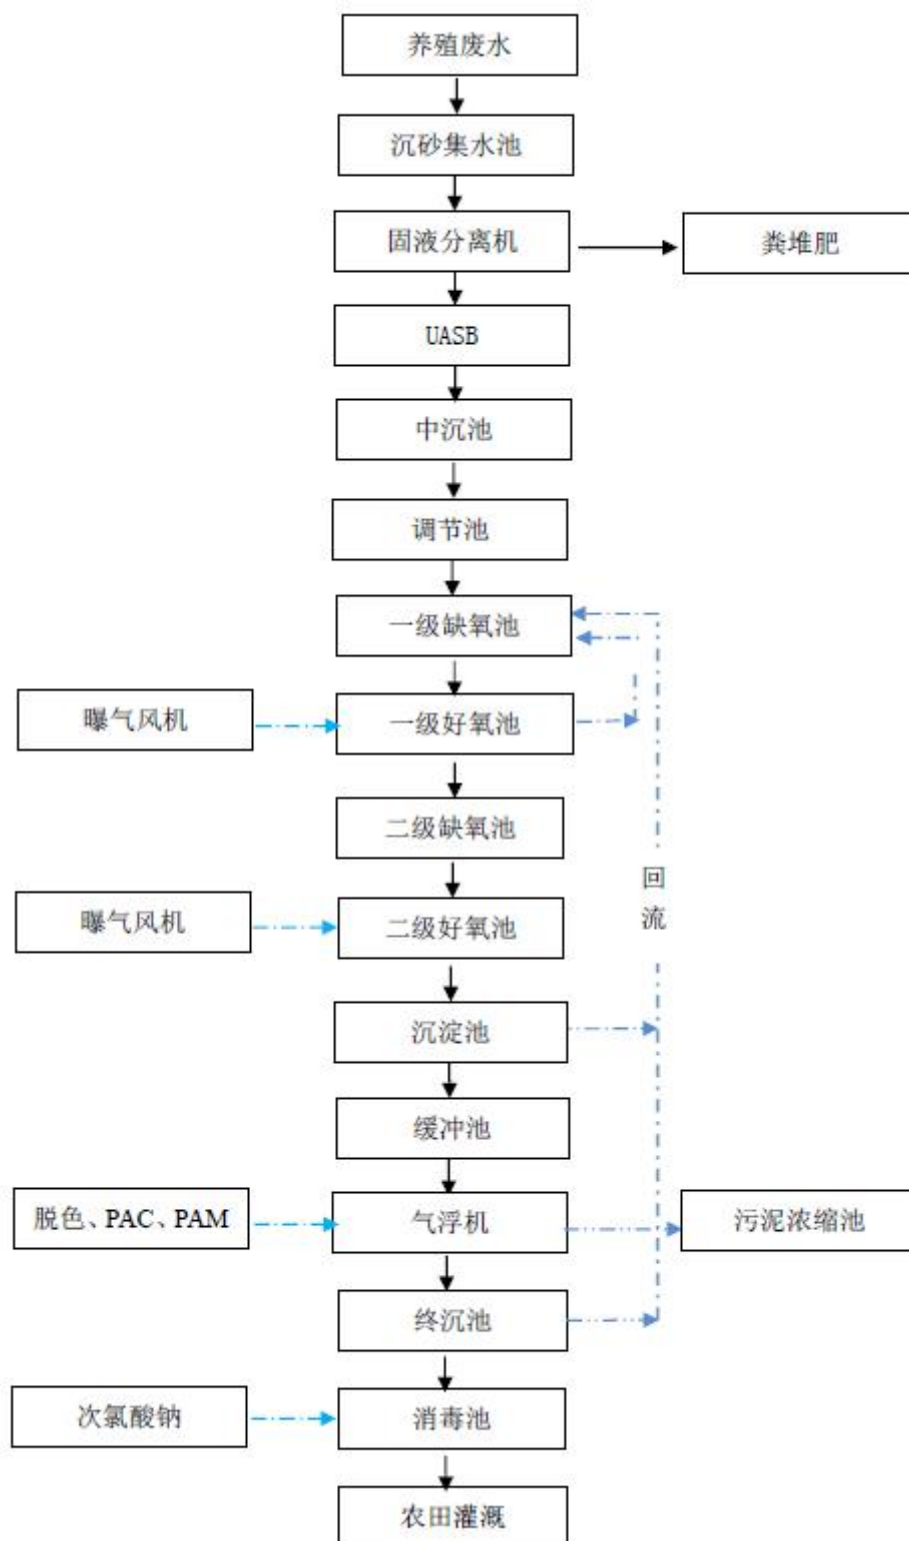 养殖废水
沉砂集水池
固液分离机
粪堆肥
UASB
中沉池
调节池
一级缺氧池
曝气风机
一级好氧池
二级缺氧池
回
流
曝气风机
二级好氧池
沉淀池
缓冲池
脱色、PAC、PAM
气浮机
污泥浓缩池
终沉池
次氯酸钠
消毒池
农田灌溉